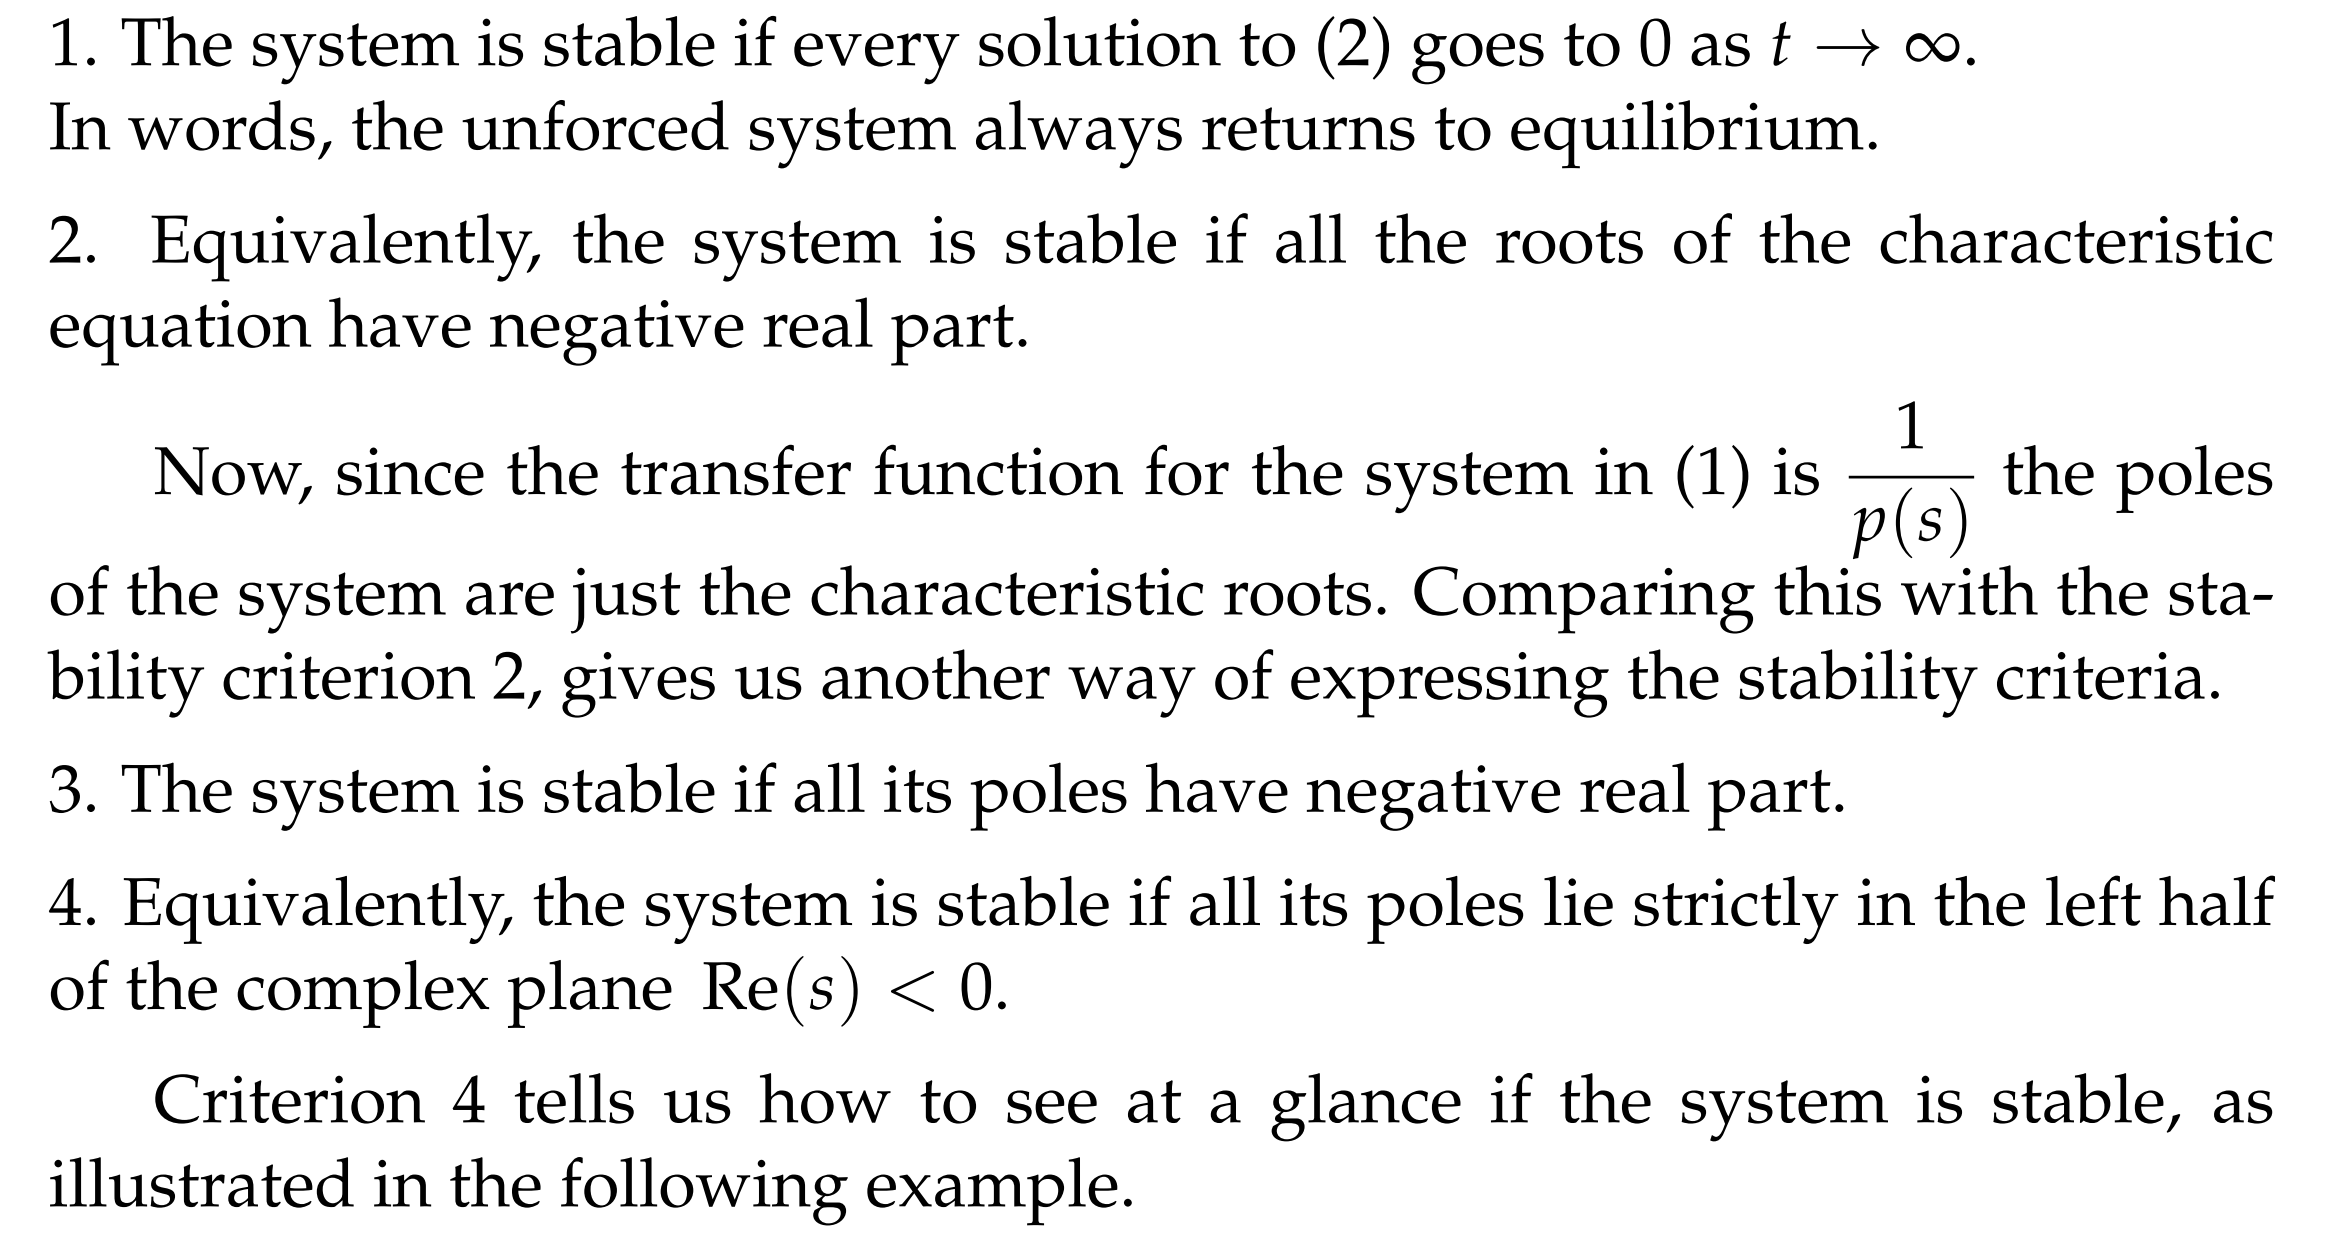 1. The system is stable if every solution to (2) goes to 0 as t → ∞.
In words, the unforced system always returns to equilibrium.
2. Equivalently, the system is stable if all the roots of the characteristic
equation have negative real part.
Now, since the transfer function for the system in (1) is 1/p(s) the poles
of the system are just the characteristic roots. Comparing this with the sta-
bility criterion 2, gives us another way of expressing the stability criteria.
3. The system is stable if all its poles have negative real part.
4. Equivalently, the system is stable if all its poles lie strictly in the left half
of the complex plane Re(s) < 0.
Criterion 4 tells us how to see at a glance if the system is stable, as
illustrated in the following example.